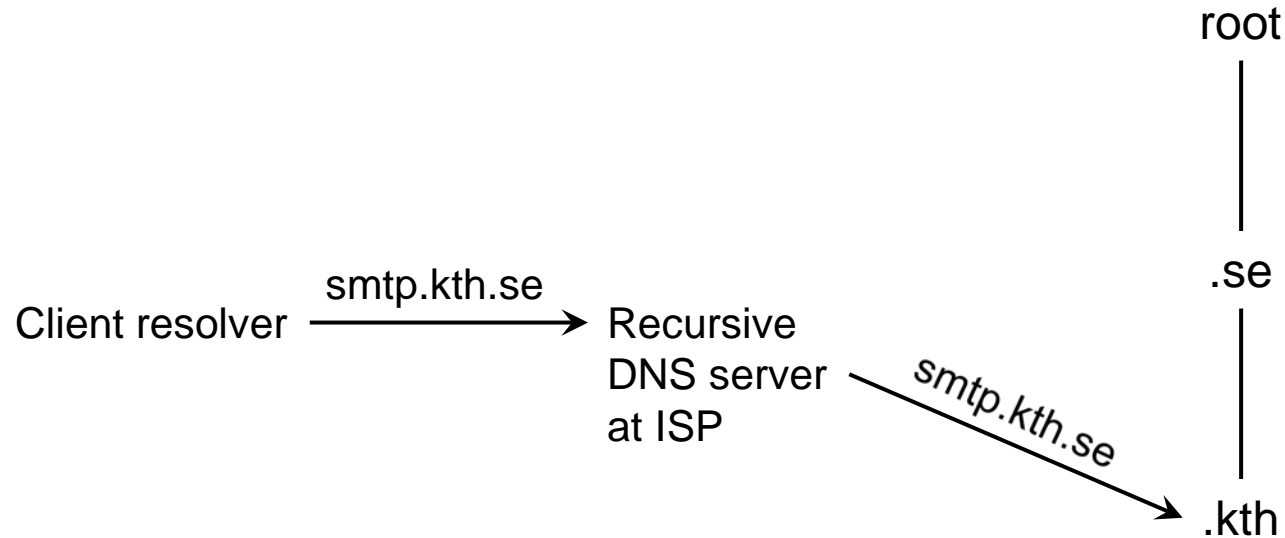 root
.se
smtp.kth.se
Client resolver
Recursive
DNS server
at ISP
smtp.kth.se
.kth